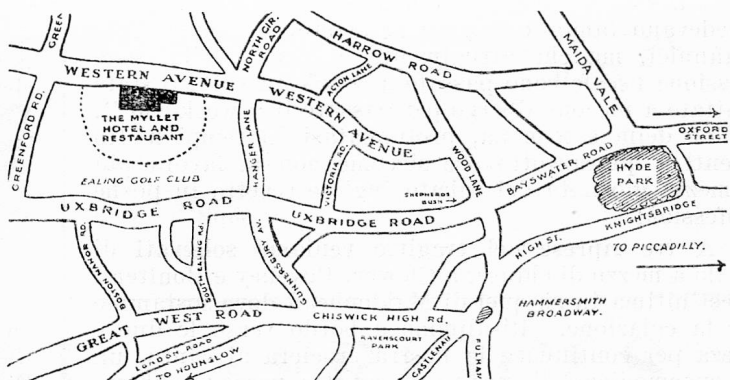 GREEN
NORTH CIR.
ROAD
HARROW ROAD
MAIDA VALE
WESTERN AVENUE
ACTON LANE
WESTERN AVENUE
OXFORD
STREET
THE MYLLET
HOTEL AND
RESTAURANT
GREENFORD RD.
HANGER LANE
VICTORIA RD.
WOOD LANE
BAYSWATER ROAD
HYDE
PARK
EALING GOLF CLUB
SHEPHERDS
BUSH
UXBRIDGE ROAD
UXBRIDGE ROAD
KNIGHTSBRIDGE
HIGH ST.
TO PICCADILLY.
BOSTON MANOR RD.
SOUTH EALING RD.
GUNNERSBURY AV.
GREAT WEST ROAD
CHISWICK HIGH RD.
HAMMERSMITH
BROADWAY.
LONDON ROAD
TO HOUNSLOW
RAVENSCOURT
PARK
CASTLENAU
FULHAM